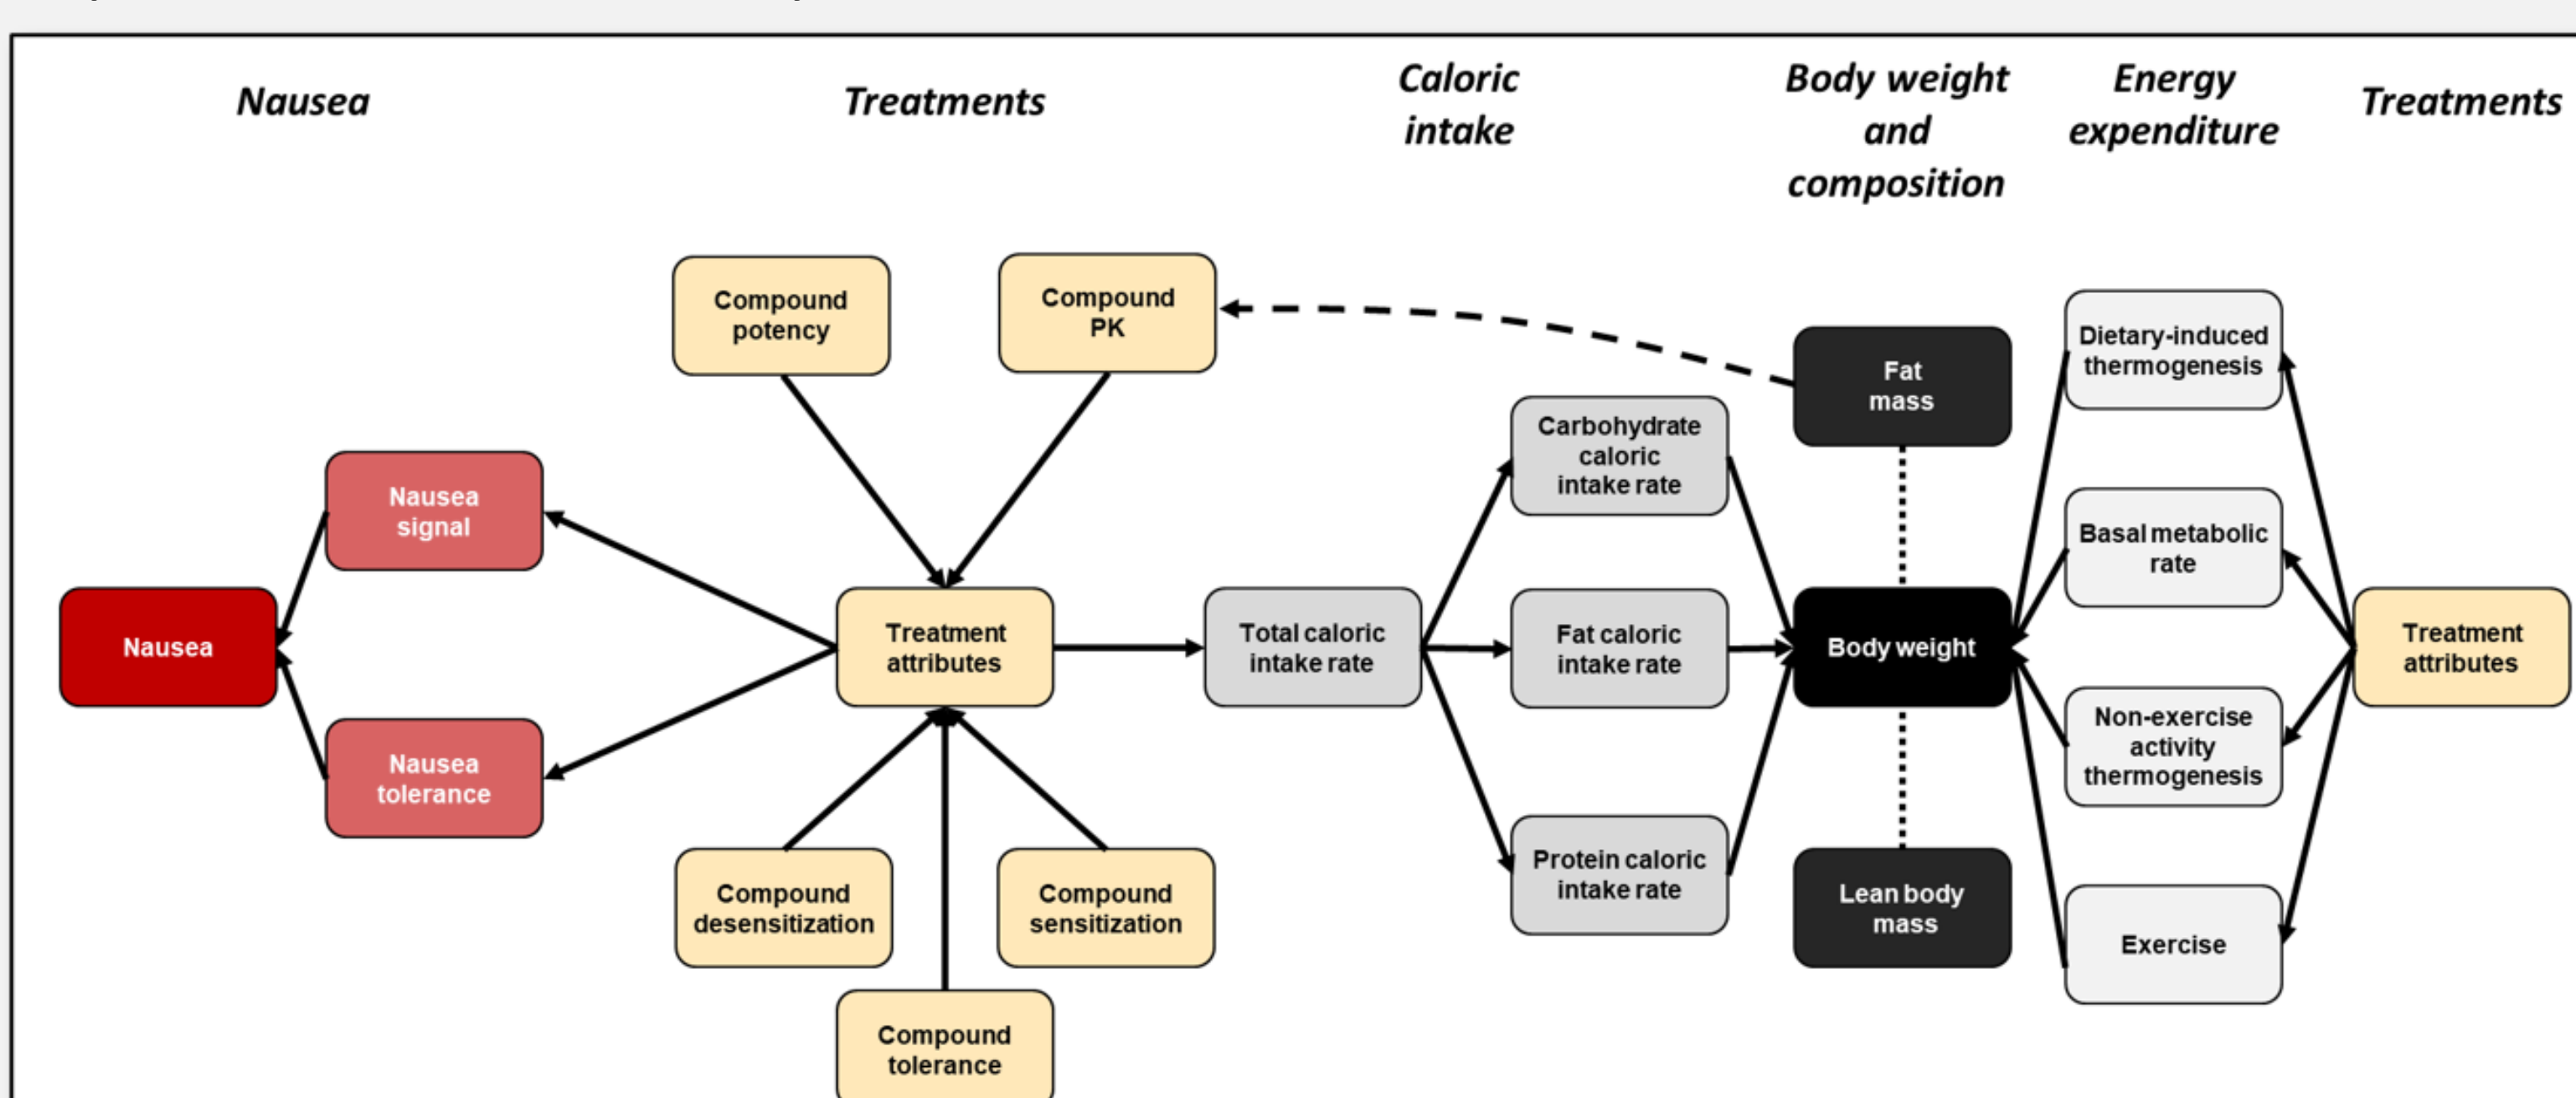 Nausea
Treatments
Caloric
intake
Body weight
and
composition
Energy
expenditure
Treatments
Compound
potency
Compound
PK
Dietary-induced
thermogenesis
Fat
mass
Carbohydrate
caloric
intake rate
Nausea
signal
Basal metabolic
rate
Nausea
Treatment
attributes
Total caloric
intake rate
Fat caloric
intake rate
Body weight
Treatment
attributes
Non-exercise
activity
thermogenesis
Nausea
tolerance
Protein caloric
intake rate
Compound
desensitization
Compound
sensitization
Lean body
mass
Exercise
Compound
tolerance